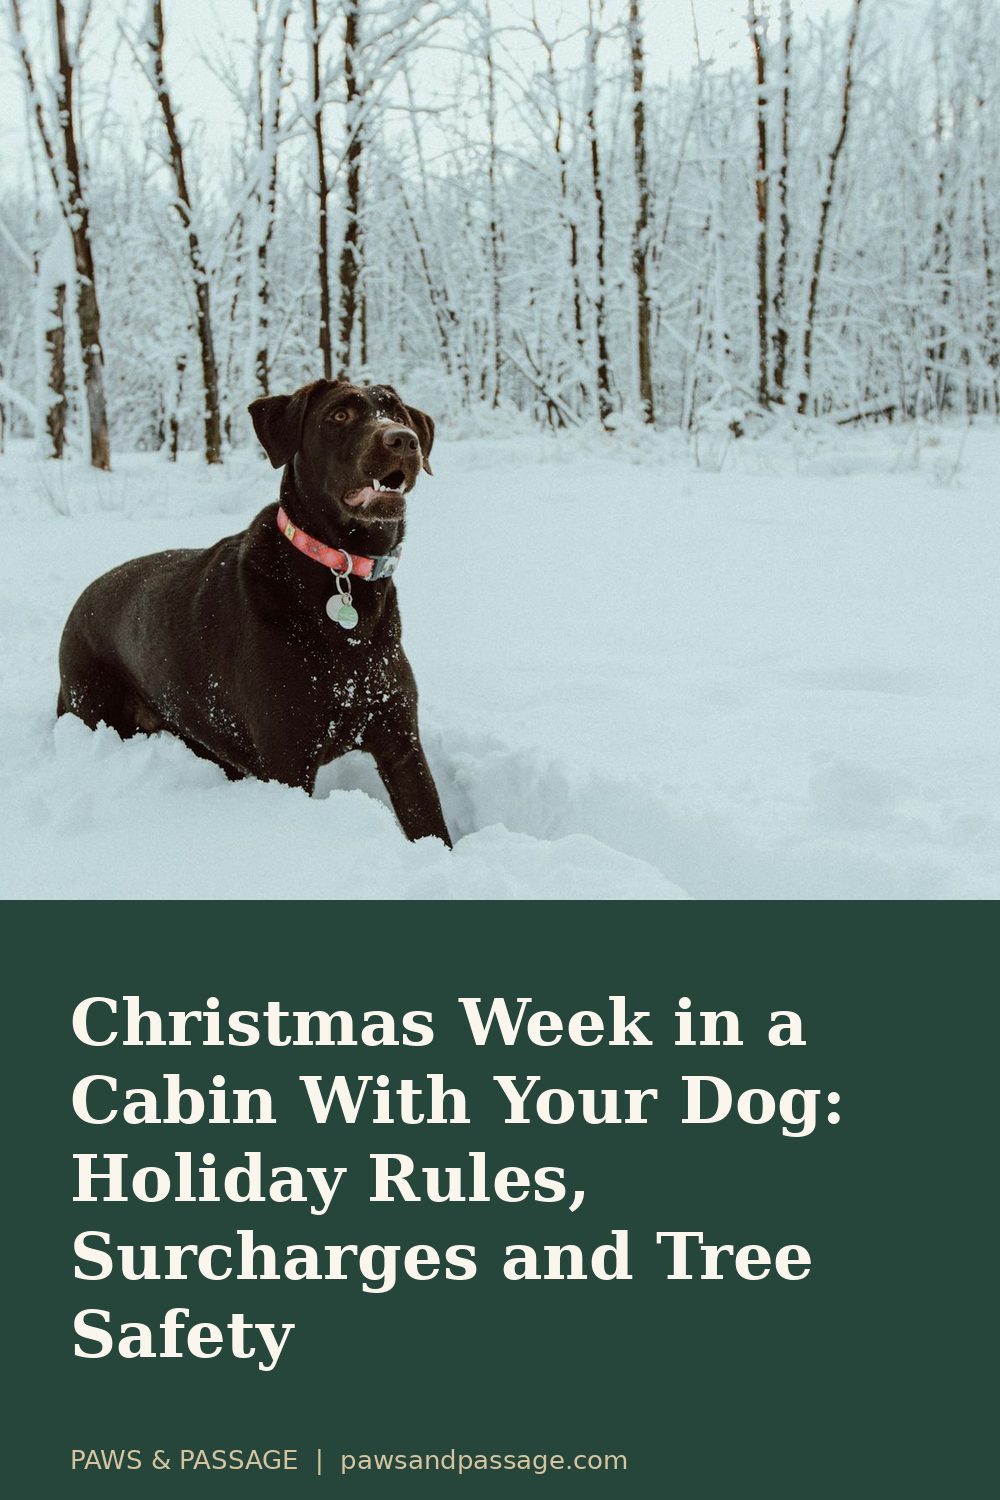 Christmas Week in a
Cabin With Your Dog:
Holiday Rules,
Surcharges and Tree
Safety
PAWS & PASSAGE | pawsandpassage.com